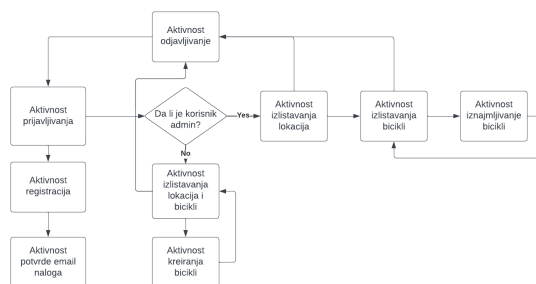 Aktivnost
odjavljivanje
Aktivnost
prijavljivanja
Da li je korisnik
admin?
Yes
Aktivnost
izlistavanja
lokacija
Aktivnost
izlistavanja
bicikli
Aktivnost
iznajmljivanje
bicikli
No
Aktivnost
registracija
Aktivnost
izlistavanja
lokacija i
bicikli
Aktivnost
potvrde email
naloga
Aktivnost
kreiranja
bicikli